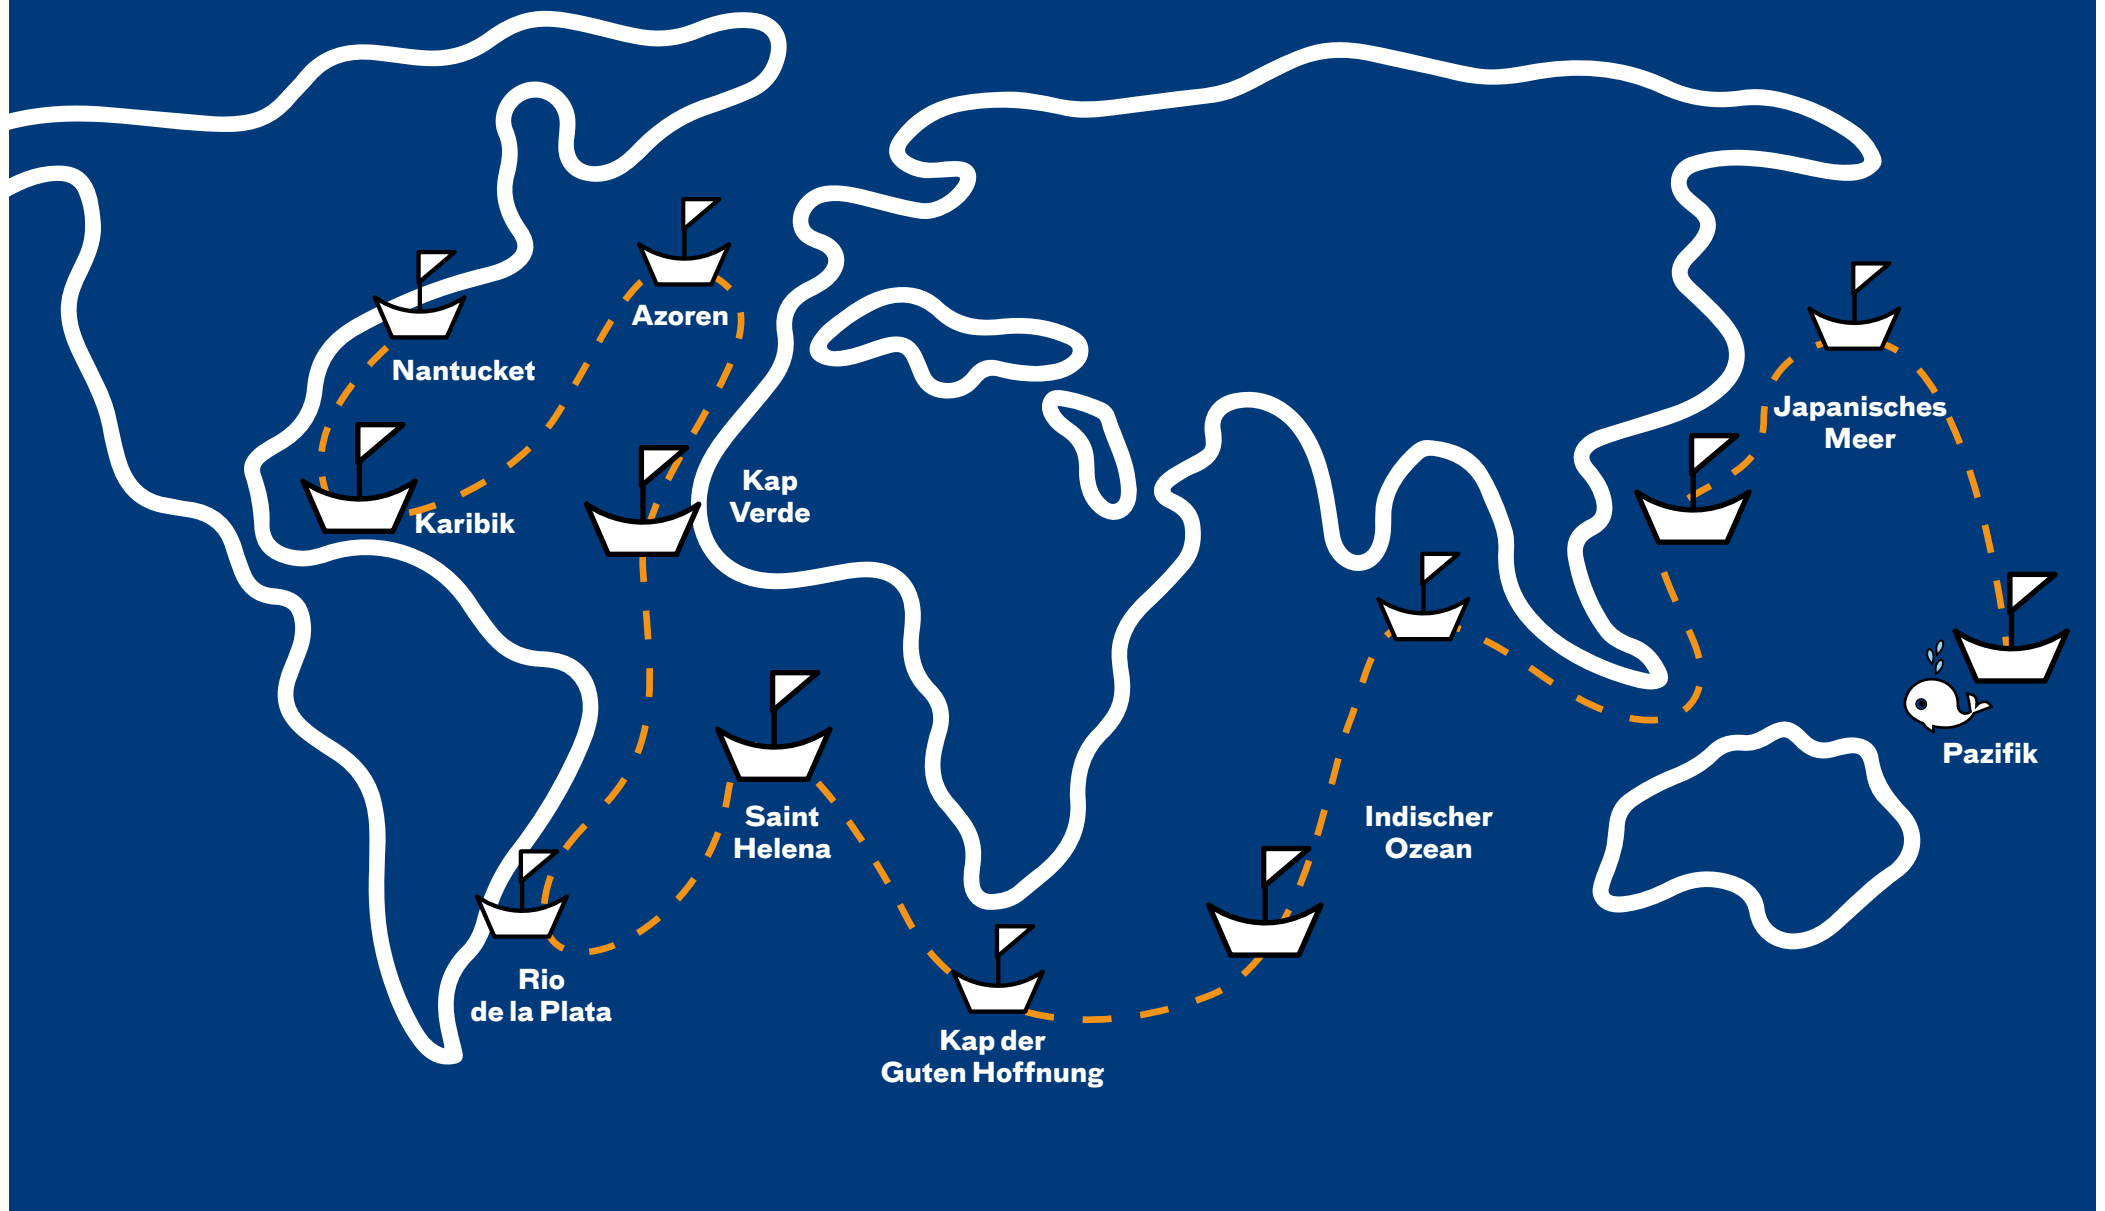 Azoren
Nantucket
Karibik
Kap
Verde
Japanisches
Meer
Pazifik
Saint
Helena
Indischer
Ozean
Rio
de la Plata
Kap der
Guten Hoffnung